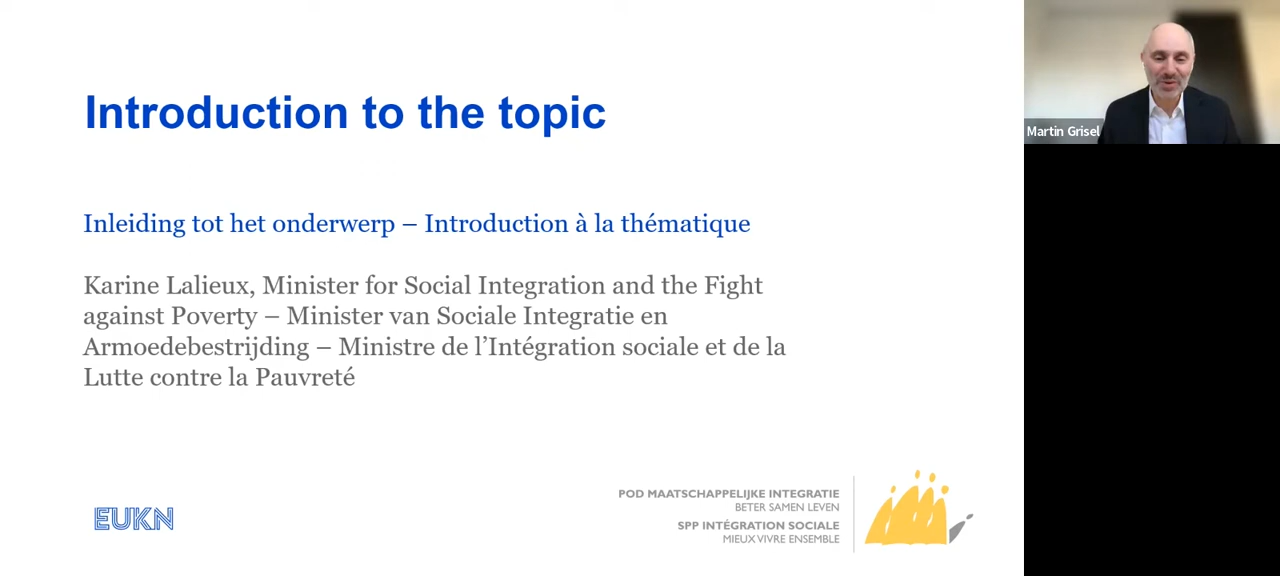 Introduction to the topic
Inleiding tot het onderwerp – Introduction à la thématique
Karine Lalieux, Minister for Social Integration and the Fight
against Poverty – Minister van Sociale Integratie en
Armoedebestrijding – Ministre de l’Intégration sociale et de la
Lutte contre la Pauvreté
EUKN
POD MAATSCHAPPELIJKE INTEGRATIE
BETER SAMEN LEVEN
SPP INTÉGRATION SOCIALE
MIEUX VIVRE ENSEMBLE
Martin Grisel